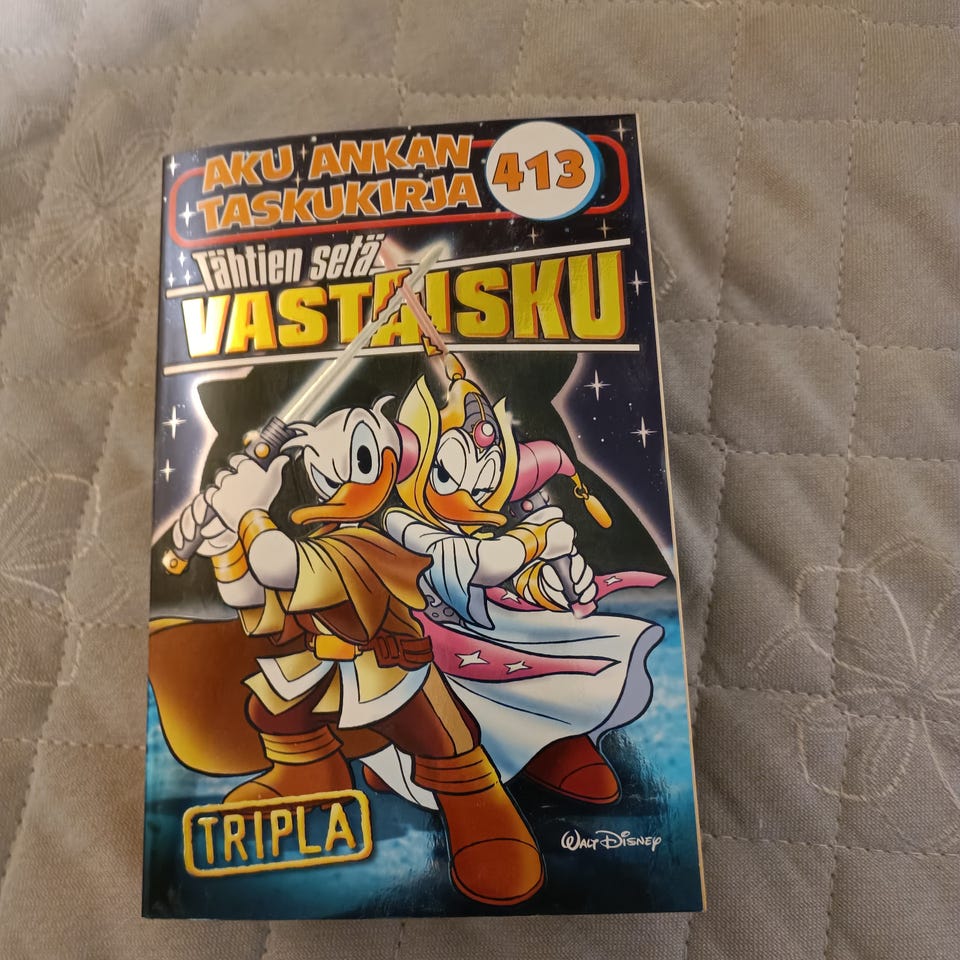 AKU ANKAN
TASKUKIRJA
413
Tähtien setä
VASTAISKU
TRIPLA
WALT DISNEY